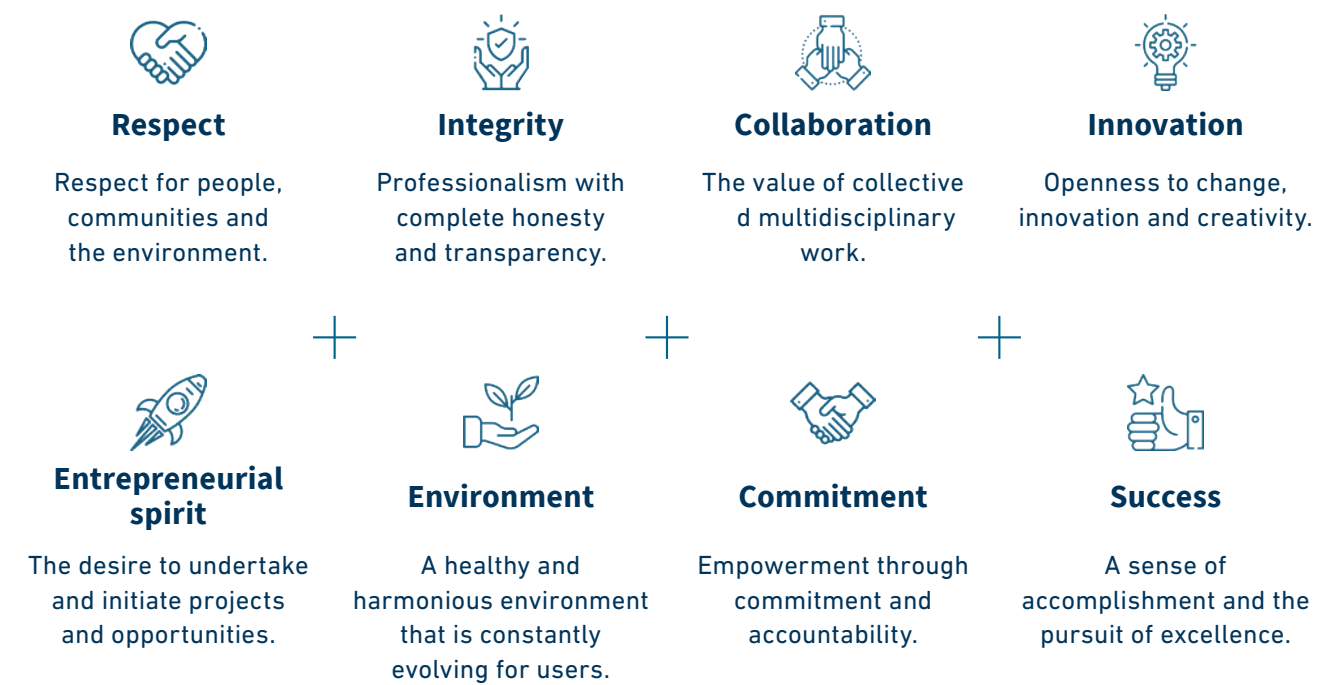 Respect
Respect for people,
communities and
the environment.
Integrity
Professionalism with
complete honesty
and transparency.
Collaboration
The value of collective
d multidisciplinary
work.
Innovation
Openness to change,
innovation and creativity.
Entrepreneurial
spirit
The desire to undertake
and initiate projects
and opportunities.
Environment
A healthy and
harmonious environment
that is constantly
evolving for users.
Commitment
Empowerment through
commitment and
accountability.
Success
A sense of
accomplishment and the
pursuit of excellence.